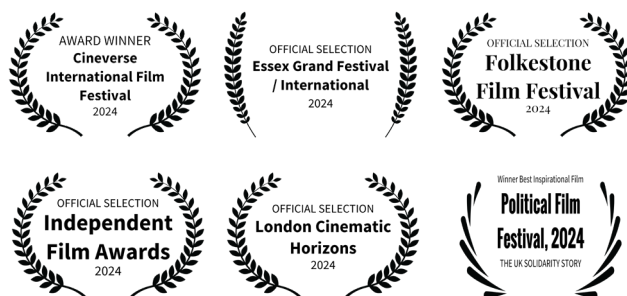 AWARD WINNER
Cineverse
International Film
Festival
2024
OFFICIAL SELECTION
Essex Grand Festival
/ International
2024
OFFICIAL SELECTION
Folkestone
Film Festival
2024
OFFICIAL SELECTION
Independent
Film Awards
2024
OFFICIAL SELECTION
London Cinematic
Horizons
2024
Winner Best Inspirational Film
Political Film
Festival, 2024
THE UK SOLIDARITY STORY